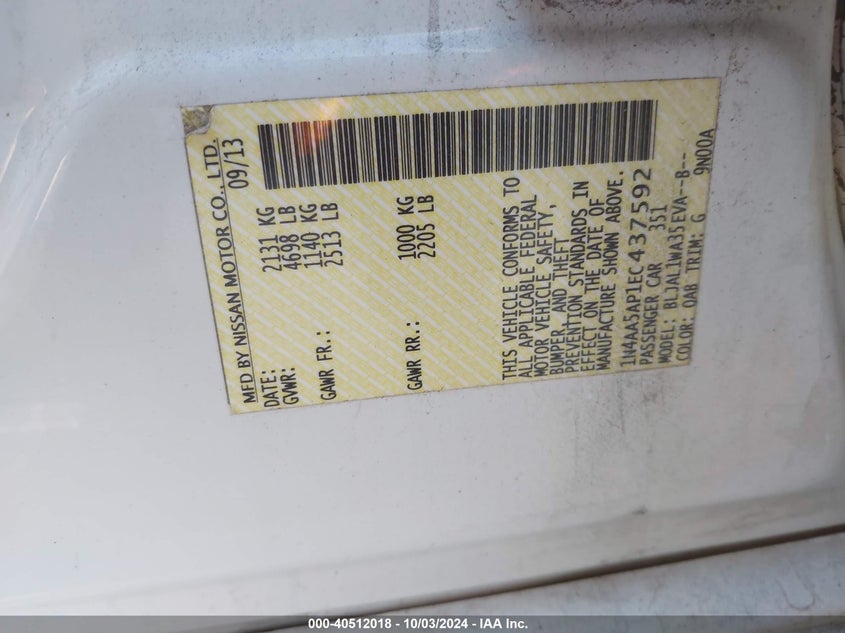 MFD BY NISSAN MOTOR CO., LTD.
DATE: 09/13
GVWR: 2131 KG
4698 LB
GAWR FR.: 1140 KG
2513 LB
GAWR RR.: 1000 KG
2205 LB
THIS VEHICLE CONFORMS TO
ALL APPLICABLE FEDERAL
MOTOR VEHICLE SAFETY,
BUMPER, AND THEFT
PREVENTION STANDARDS IN
EFFECT ON THE DATE OF
MANUFACTURE SHOWN ABOVE.
1N4AA5AP1EC437592
PASSENGER CAR 351
MODEL: BLJALJWA35EVA--B--
COLOR: QAB TRIM: G 9N00A
000-40512018 - 10/03/2024 - IAA Inc.